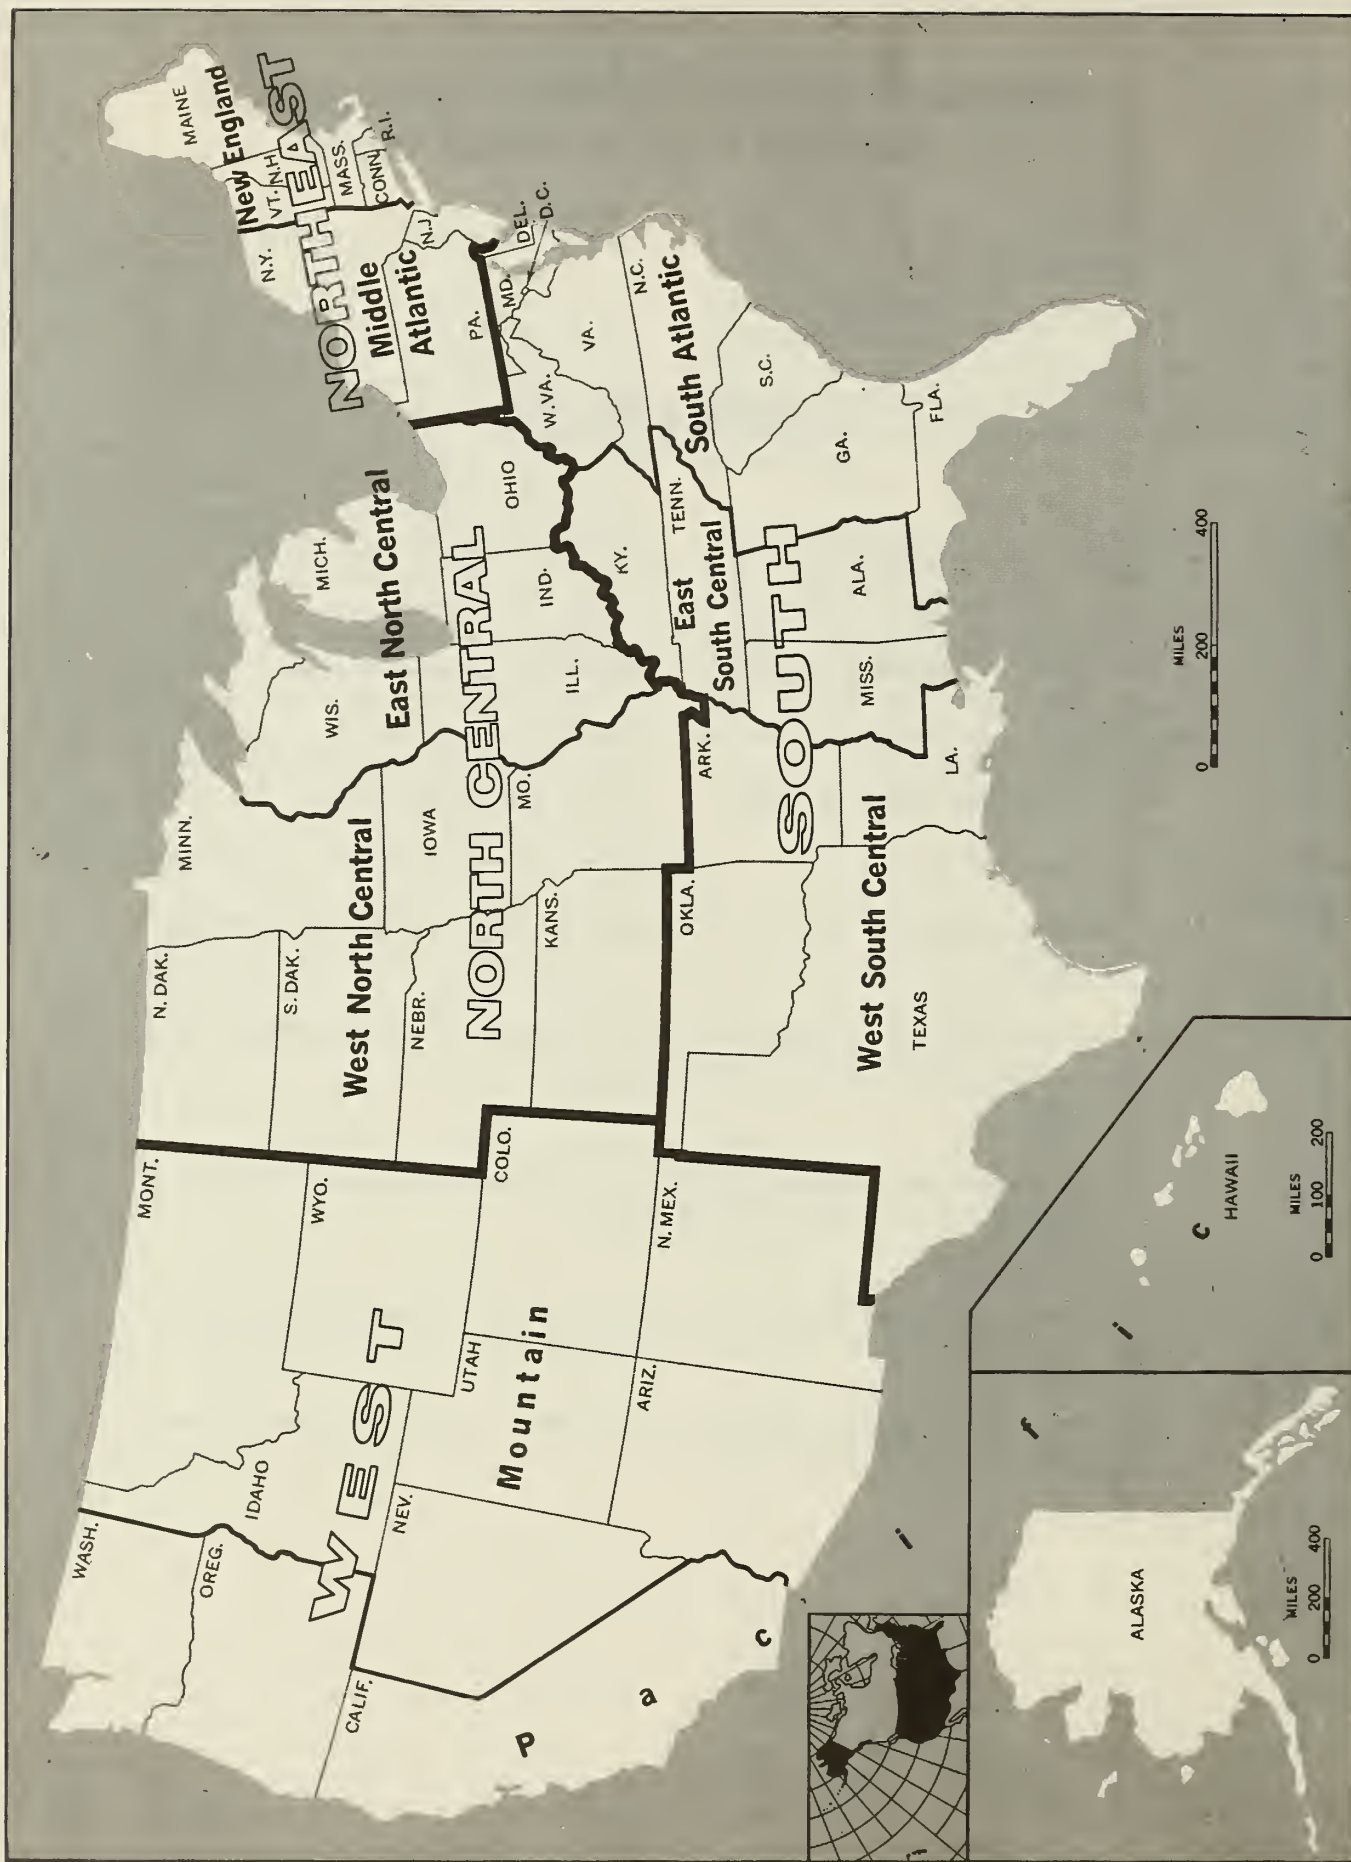 WASH.
OREG.
CALIF.
IDAHO
NEV.
MONT.
WYO.
UTAH
COLO.
ARIZ.
N. MEX.
WEST
Mountain
Pacific
N. DAK.
S. DAK.
NEBR.
KANS.
MINN.
IOWA
MO.
West North Central
NORTH CENTRAL
WIS.
MICH.
ILL.
IND.
OHIO
East North Central
MAINE
New England
VT.
N.H.
MASS.
CONN.
R.I.
NORTHEAST
N.Y.
Middle
Atlantic
N.J.
PA.
DEL.
D.C.
MD.
W.VA.
VA.
N.C.
South Atlantic
S.C.
GA.
FLA.
KY.
TENN.
East
South Central
ALA.
MISS.
SOUTH
ARK.
LA.
OKLA.
West South Central
TEXAS
MILES
0 200 400
ALASKA
MILES
0 200 400
HAWAII
MILES
0 100 200